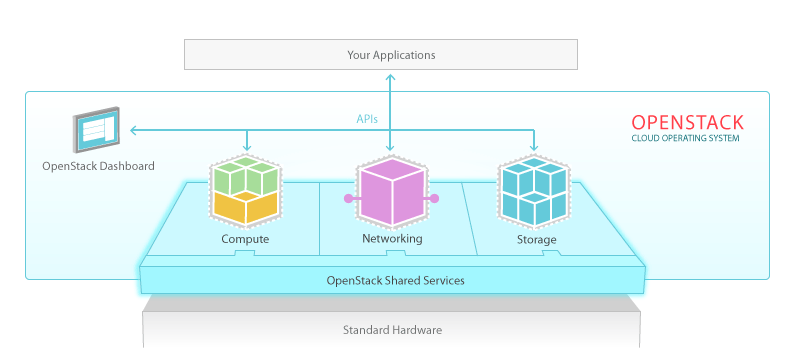 Your Applications
APIs
OPENSTACK
CLOUD OPERATING SYSTEM
OpenStack Dashboard
Compute
Networking
Storage
OpenStack Shared Services
Standard Hardware